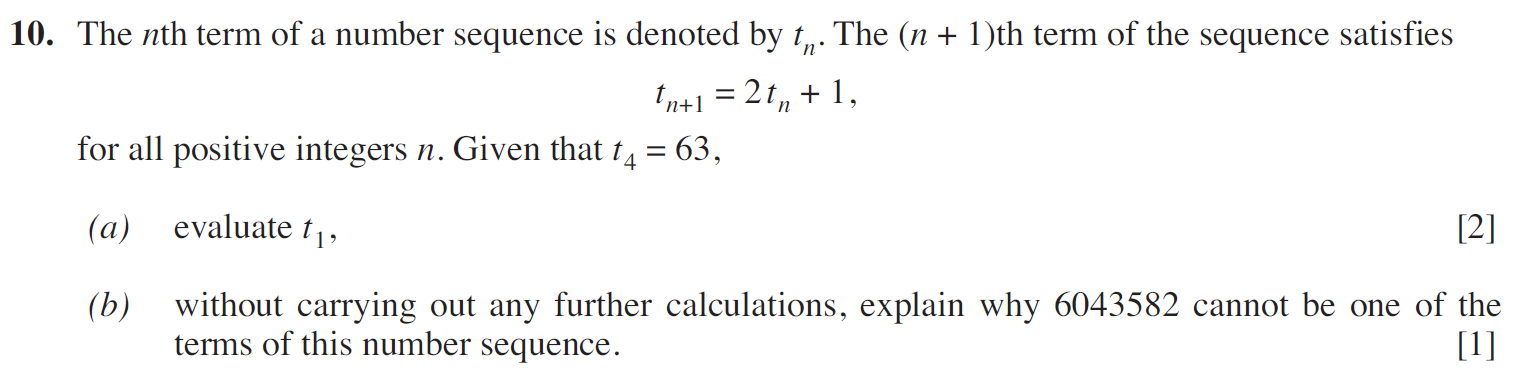 10. The nth term of a number sequence is denoted by tₙ. The (n + 1)th term of the sequence satisfies
tₙ₊₁ = 2tₙ + 1,
for all positive integers n. Given that t₄ = 63,
(a) evaluate t₁, [2]
(b) without carrying out any further calculations, explain why 6043582 cannot be one of the
terms of this number sequence. [1]